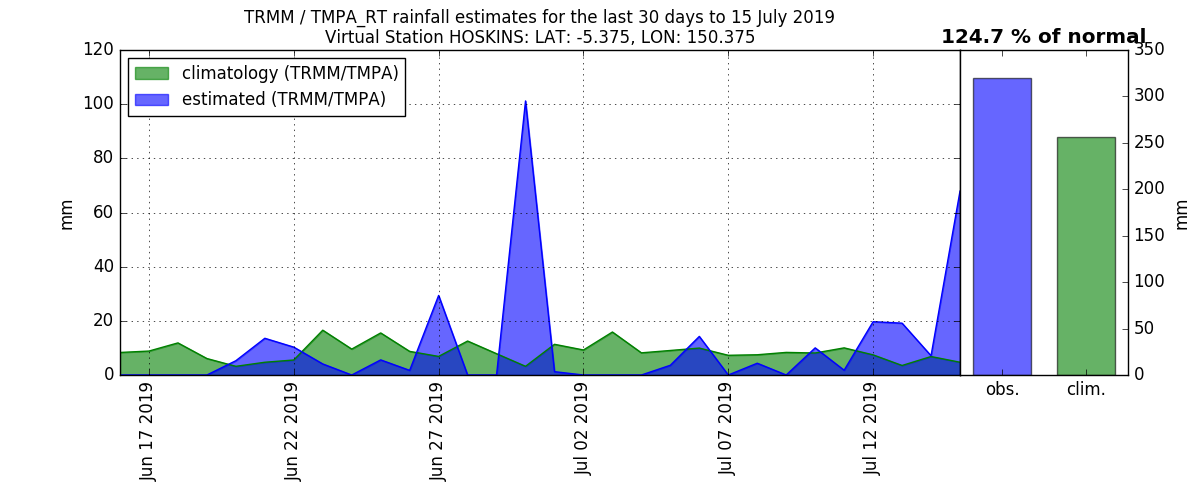 TRMM / TMPA_RT rainfall estimates for the last 30 days to 15 July 2019
Virtual Station HOSKINS: LAT: -5.375, LON: 150.375
124.7 % of normal
climatology (TRMM/TMPA)
estimated (TRMM/TMPA)
120
100
80
60
40
20
0
mm
Jun 17 2019
Jun 22 2019
Jun 27 2019
Jul 02 2019
Jul 07 2019
Jul 12 2019
350
300
250
200
150
100
50
0
mm
obs.
clim.